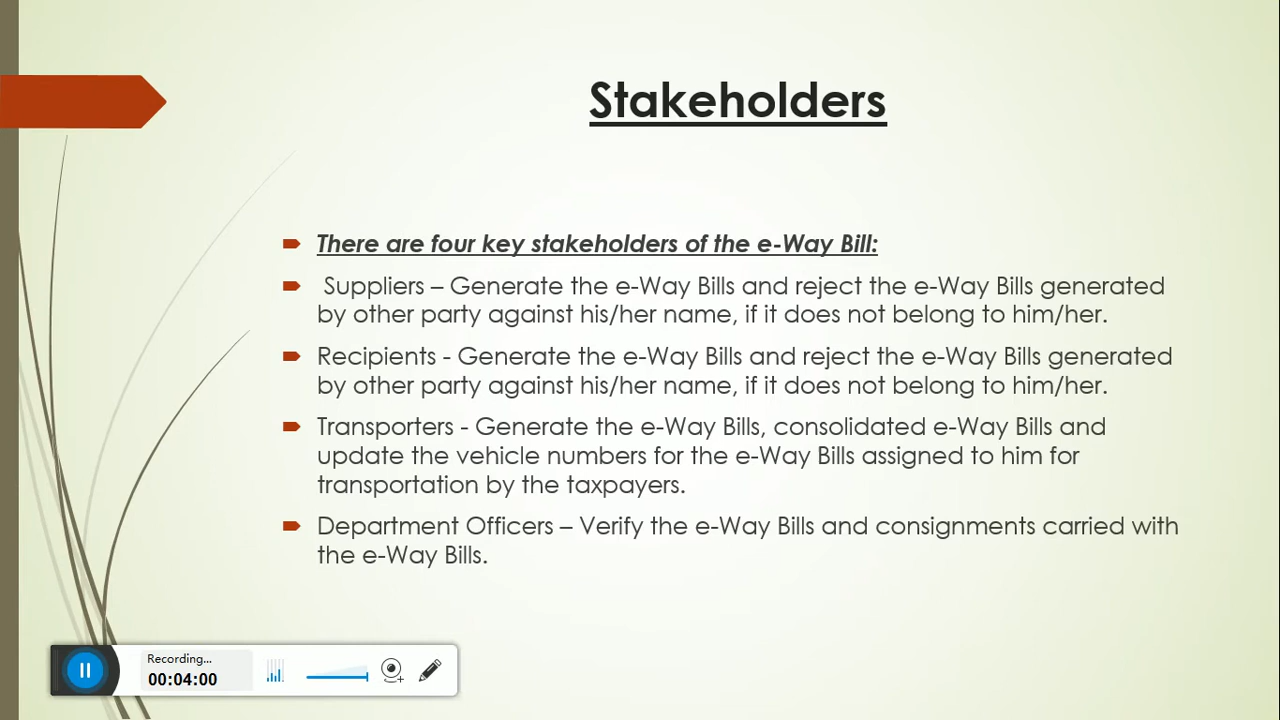 Stakeholders
There are four key stakeholders of the e-Way Bill:
Suppliers – Generate the e-Way Bills and reject the e-Way Bills generated
by other party against his/her name, if it does not belong to him/her.
Recipients - Generate the e-Way Bills and reject the e-Way Bills generated
by other party against his/her name, if it does not belong to him/her.
Transporters - Generate the e-Way Bills, consolidated e-Way Bills and
update the vehicle numbers for the e-Way Bills assigned to him for
transportation by the taxpayers.
Department Officers – Verify the e-Way Bills and consignments carried with
the e-Way Bills.
Recording...
00:04:00